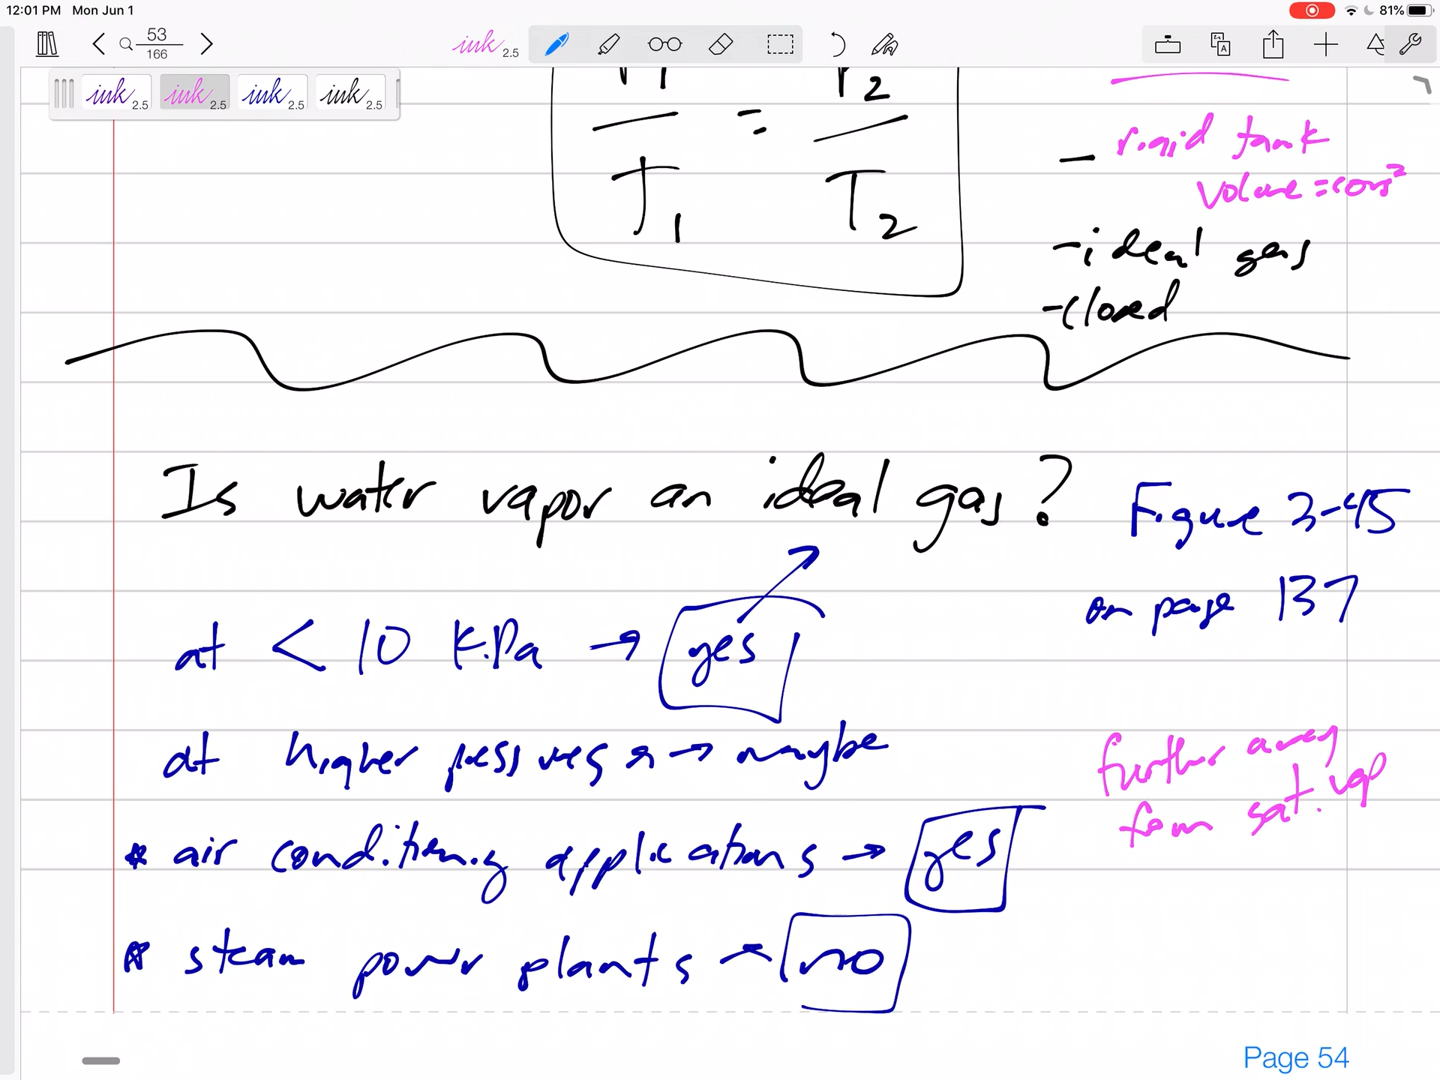 12:01 PM Mon Jun 1
81%
53
166
ink 2.5
ink 2.5
ink 2.5
ink 2.5
ink 2.5
P1 = P2
T1 T2
- rigid tank
volume = cons
- ideal gas
- closed
Is water vapor an ideal gas?
Figure 3-45
on page 137
at < 10 KPa → yes
at higher pressures → maybe
further away
from sat. vap
* air conditioning applications → yes
* steam power plants → no
Page 54